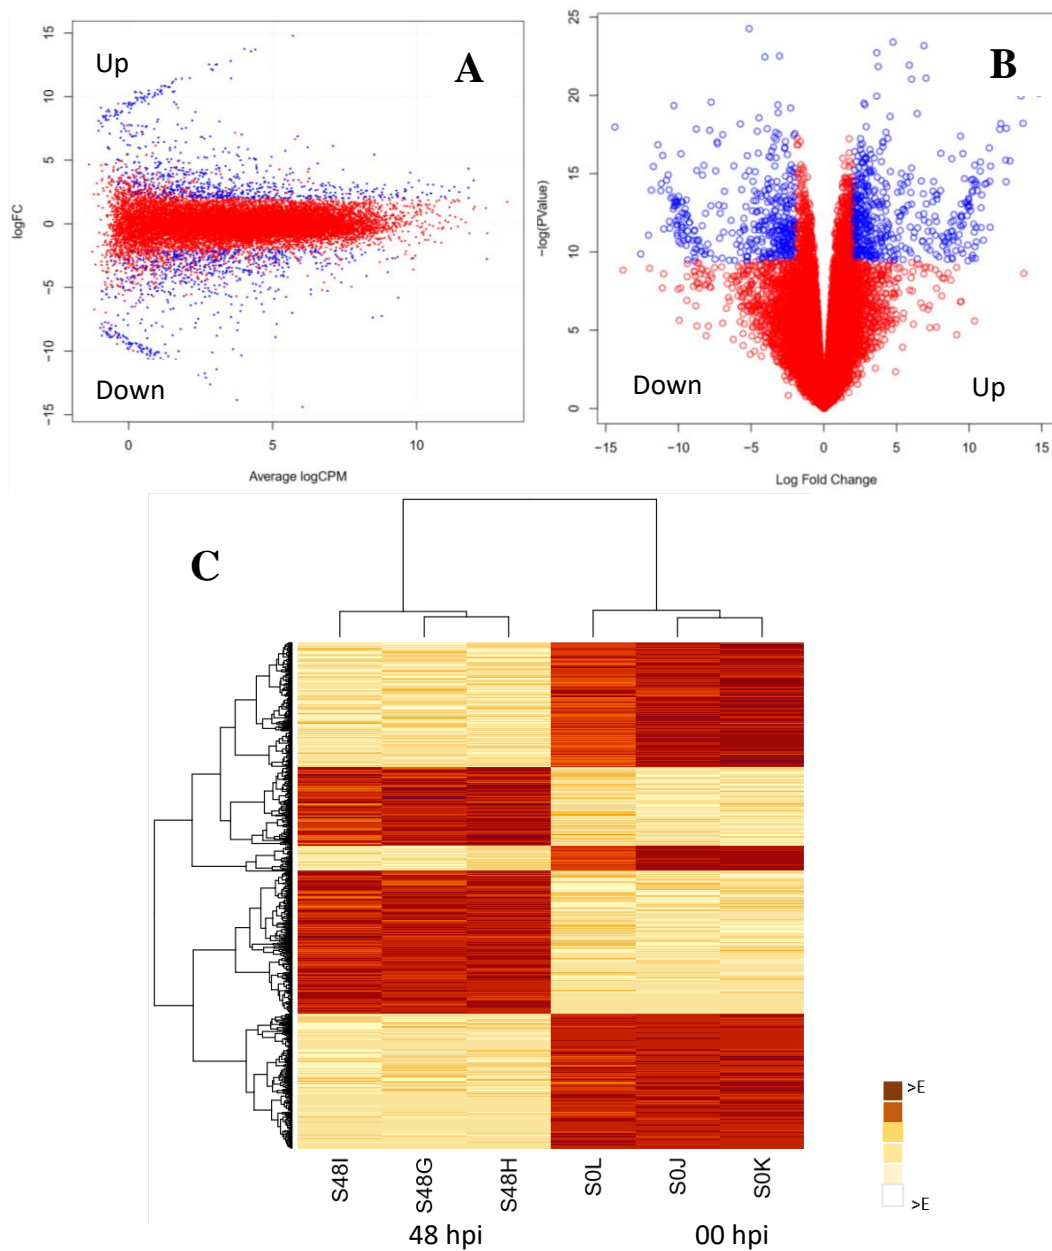 A
Up
Down
15
10
5
0
−5
−10
−15
logFC
0 5 10
Average logCPM
B
25
20
15
10
5
0
−log(PValue)
Down Up
−15 −10 −5 0 5 10 15
Log Fold Change
C
S48I S48G S48H S0L S0J S0K
48 hpi 00 hpi
>E
>E